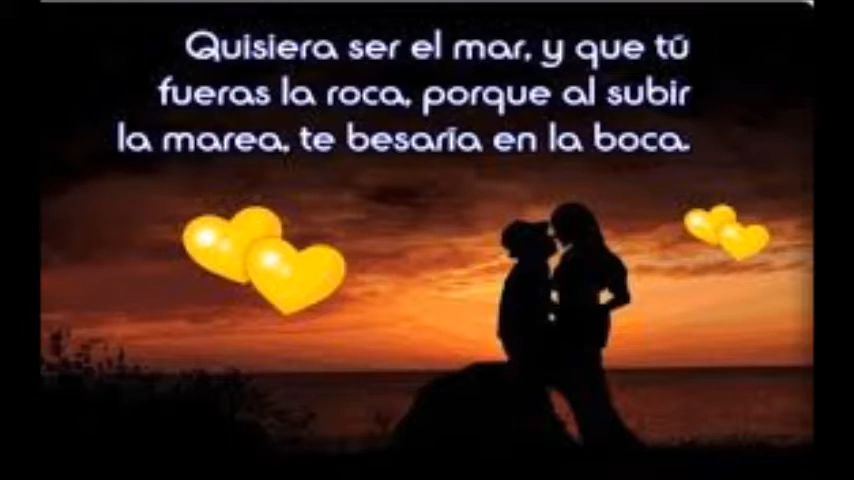 Quisiera ser el mar, y que tú
fueras la roca, porque al subir
la marea, te besaría en la boca.